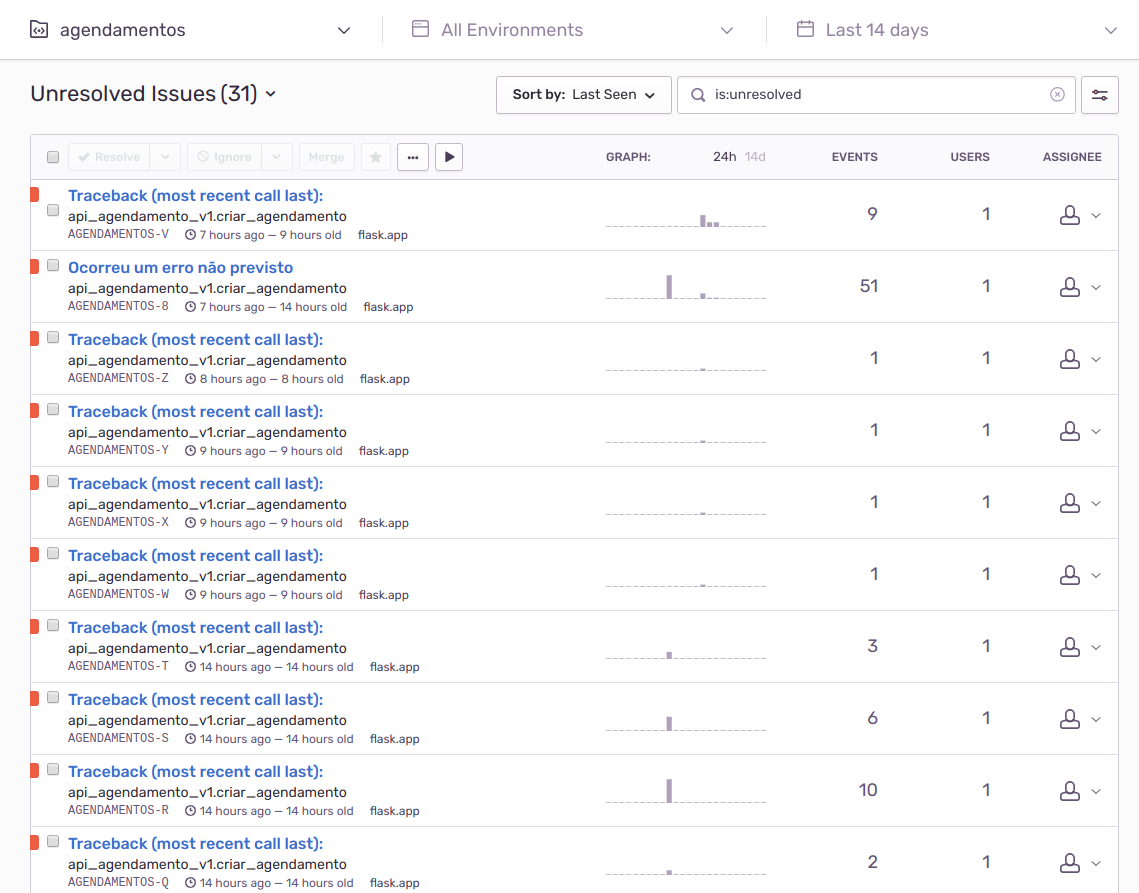 agendamentos All Environments Last 14 days
Unresolved Issues (31) Sort by: Last Seen is:unresolved
Resolve Ignore Merge ... GRAPH: 24h 14d EVENTS USERS ASSIGNEE
Traceback (most recent call last):
api_agendamento_v1.criar_agendamento 9 1
AGENDAMENTOS-V 7 hours ago — 9 hours old flask.app
Ocorreu um erro não previsto
api_agendamento_v1.criar_agendamento 51 1
AGENDAMENTOS-8 7 hours ago — 14 hours old flask.app
Traceback (most recent call last):
api_agendamento_v1.criar_agendamento 1 1
AGENDAMENTOS-Z 8 hours ago — 8 hours old flask.app
Traceback (most recent call last):
api_agendamento_v1.criar_agendamento 1 1
AGENDAMENTOS-Y 9 hours ago — 9 hours old flask.app
Traceback (most recent call last):
api_agendamento_v1.criar_agendamento 1 1
AGENDAMENTOS-X 9 hours ago — 9 hours old flask.app
Traceback (most recent call last):
api_agendamento_v1.criar_agendamento 1 1
AGENDAMENTOS-W 9 hours ago — 9 hours old flask.app
Traceback (most recent call last):
api_agendamento_v1.criar_agendamento 3 1
AGENDAMENTOS-T 14 hours ago — 14 hours old flask.app
Traceback (most recent call last):
api_agendamento_v1.criar_agendamento 6 1
AGENDAMENTOS-S 14 hours ago — 14 hours old flask.app
Traceback (most recent call last):
api_agendamento_v1.criar_agendamento 10 1
AGENDAMENTOS-R 14 hours ago — 14 hours old flask.app
Traceback (most recent call last):
api_agendamento_v1.criar_agendamento 2 1
AGENDAMENTOS-Q 14 hours ago — 14 hours old flask.app